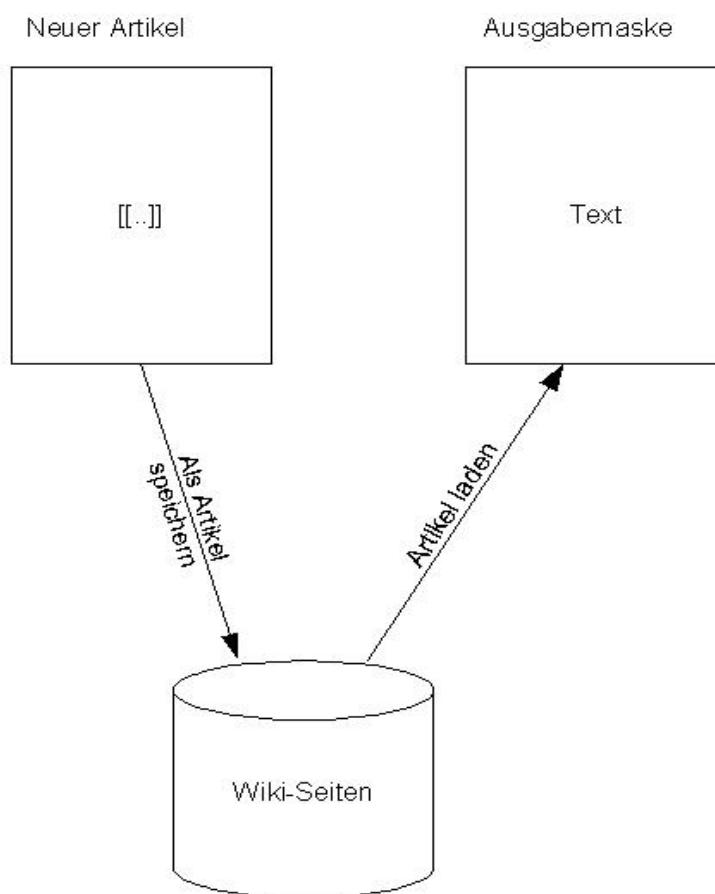 Neuer Artikel
Ausgabemaske
[[..]]
Text
Als Artikel
speichern
Artikel laden
Wiki-Seiten